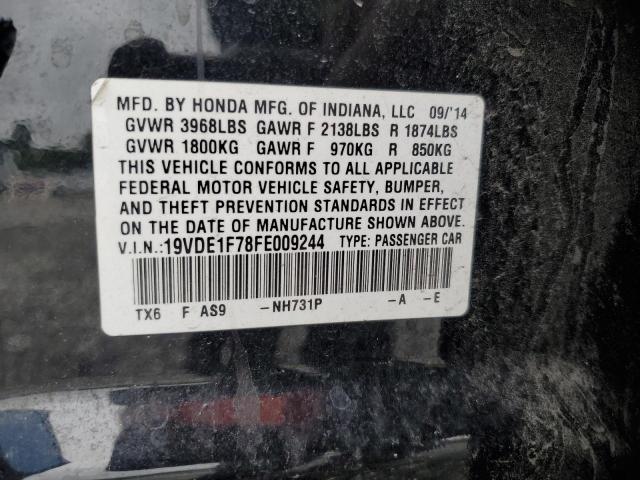 MFD. BY HONDA MFG. OF INDIANA, LLC 09/'14
GVWR 3968LBS GAWR F 2138LBS R 1874LBS
GVWR 1800KG GAWR F 970KG R 850KG
THIS VEHICLE CONFORMS TO ALL APPLICABLE
FEDERAL MOTOR VEHICLE SAFETY, BUMPER,
AND THEFT PREVENTION STANDARDS IN EFFECT
ON THE DATE OF MANUFACTURE SHOWN ABOVE.
V.I.N.: 19VDE1F78FE009244 TYPE: PASSENGER CAR
TX6 F AS9 -NH731P -A -E